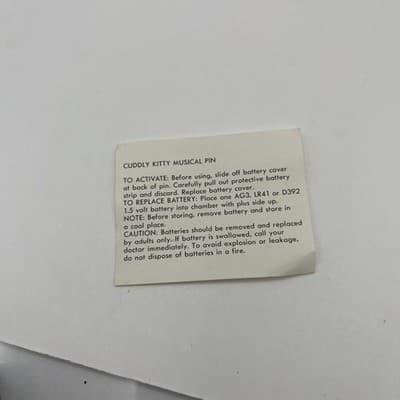 CUDDLY KITTY MUSICAL PIN
TO ACTIVATE: Before using, slide off battery cover
at back of pin. Carefully pull out protective battery
strip and discard. Replace battery cover.
TO REPLACE BATTERY: Place one AG3, LR41 or D392
1.5 volt battery into chamber with plus side up.
NOTE: Before storing, remove battery and store in
a cool place.
CAUTION: Batteries should be removed and replaced
by adults only. If battery is swallowed, call your
doctor immediately. To avoid explosion or leakage,
do not dispose of batteries in a fire.